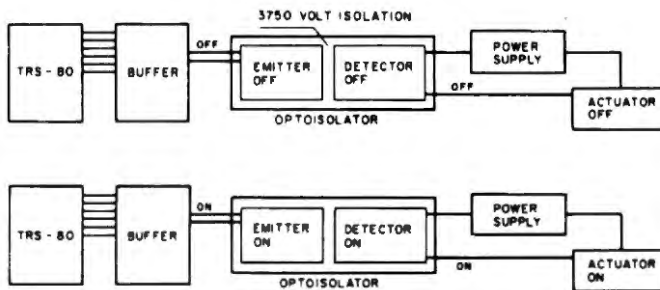 3750 VOLT ISOLATION
TRS-80
BUFFER
OFF
EMITTER
OFF
DETECTOR
OFF
POWER
SUPPLY
OFF
ACTUATOR
OFF
OPTOISOLATOR
TRS-80
BUFFER
ON
EMITTER
ON
DETECTOR
ON
POWER
SUPPLY
ON
ACTUATOR
ON
OPTOISOLATOR